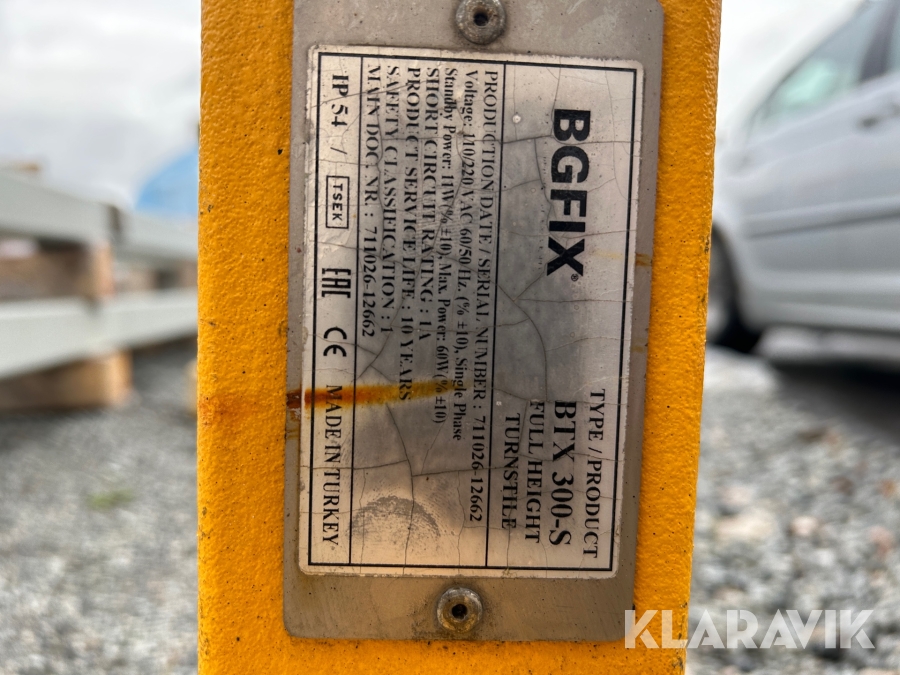 BGFIX®
TYPE / PRODUCT
BTX 300-S
FULL HEIGHT
TURNSTILE
PRODUCTION DATE / SERIAL NUMBER : 711026-12662
Voltage: 110/220 VAC 60/50 Hz. (% ±10), Single Phase
Standby Power: 11W(% ±10), Max. Power: 60W (% ±10)
SHORT CIRCUIT RATING : 1A
PRODUCT SERVICE LIFE : 10 YEARS
SAFETY CLASSIFICATION : 1
MAIN DOC. NR. : 711026-12662
IP 54 / TSEK EAC CE MADE IN TURKEY
KLARAVIK